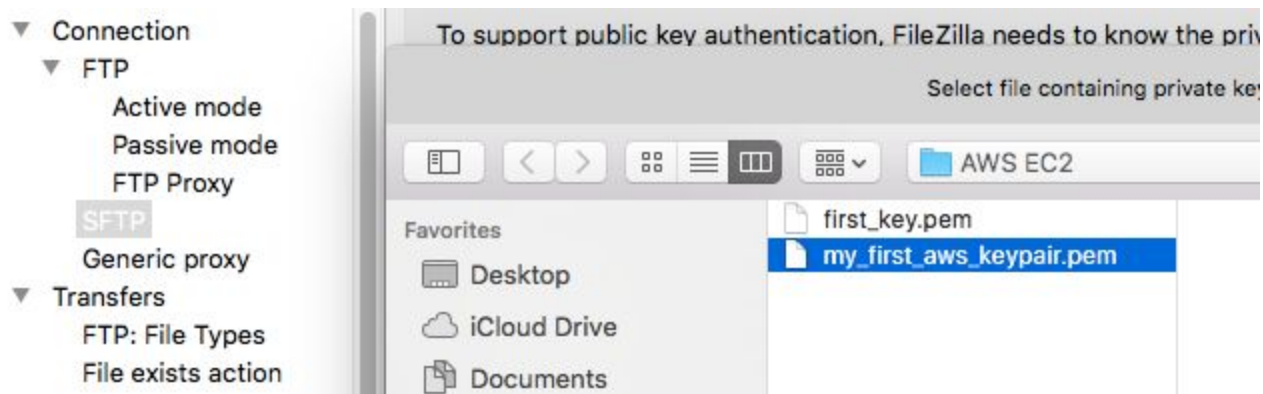 Connection
FTP
Active mode
Passive mode
FTP Proxy
SFTP
Generic proxy
Transfers
FTP: File Types
File exists action
To support public key authentication, FileZilla needs to know the
Select file containing private
AWS EC2
Favorites
Desktop
iCloud Drive
Documents
first_key.pem
my_first_aws_keypair.pem